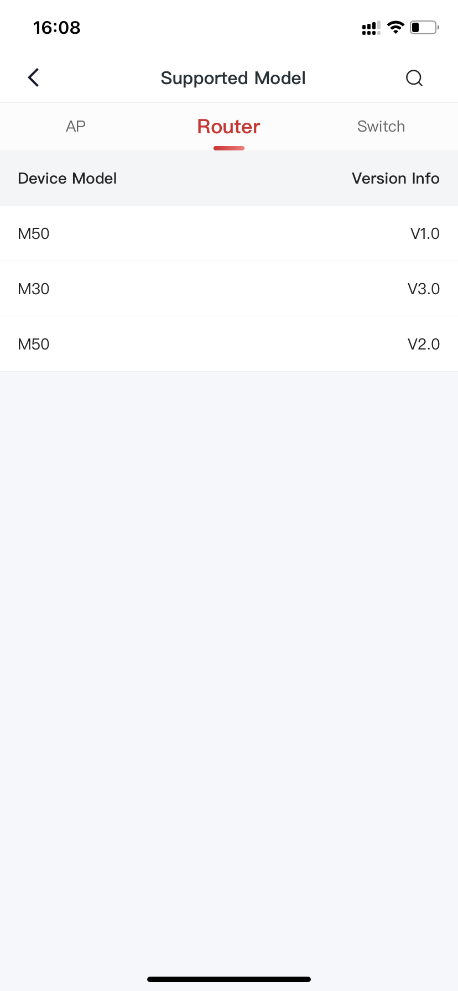 16:08
Supported Model
AP Router Switch
Device Model Version Info
M50 V1.0
M30 V3.0
M50 V2.0